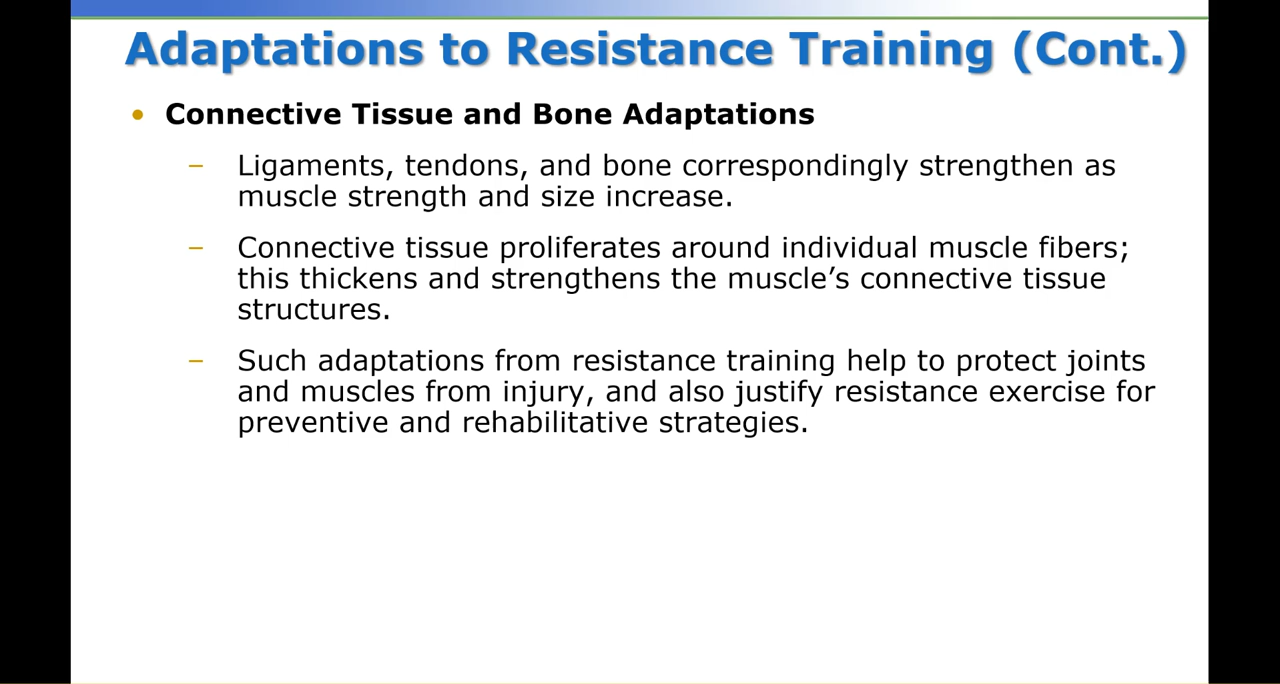 Adaptations to Resistance Training (Cont.)
• Connective Tissue and Bone Adaptations
– Ligaments, tendons, and bone correspondingly strengthen as
muscle strength and size increase.
– Connective tissue proliferates around individual muscle fibers;
this thickens and strengthens the muscle’s connective tissue
structures.
– Such adaptations from resistance training help to protect joints
and muscles from injury, and also justify resistance exercise for
preventive and rehabilitative strategies.